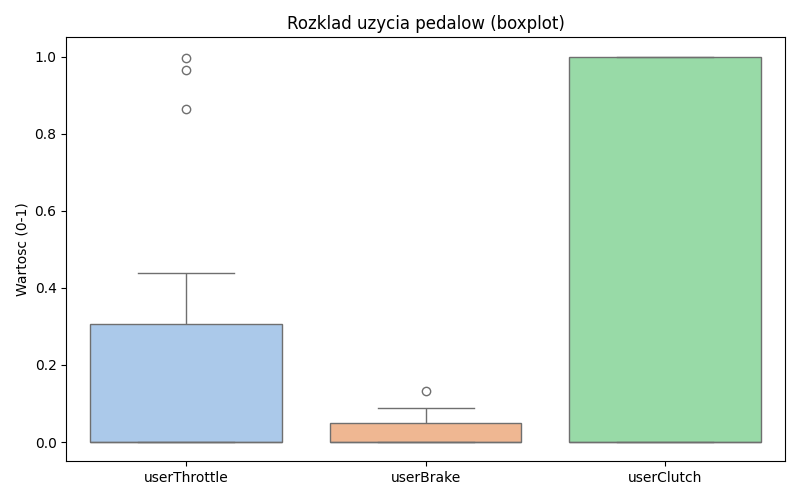 Rozklad uzycia pedalow (boxplot)
Wartosc (0-1)
1.0
0.8
0.6
0.4
0.2
0.0
userThrottle
userBrake
userClutch